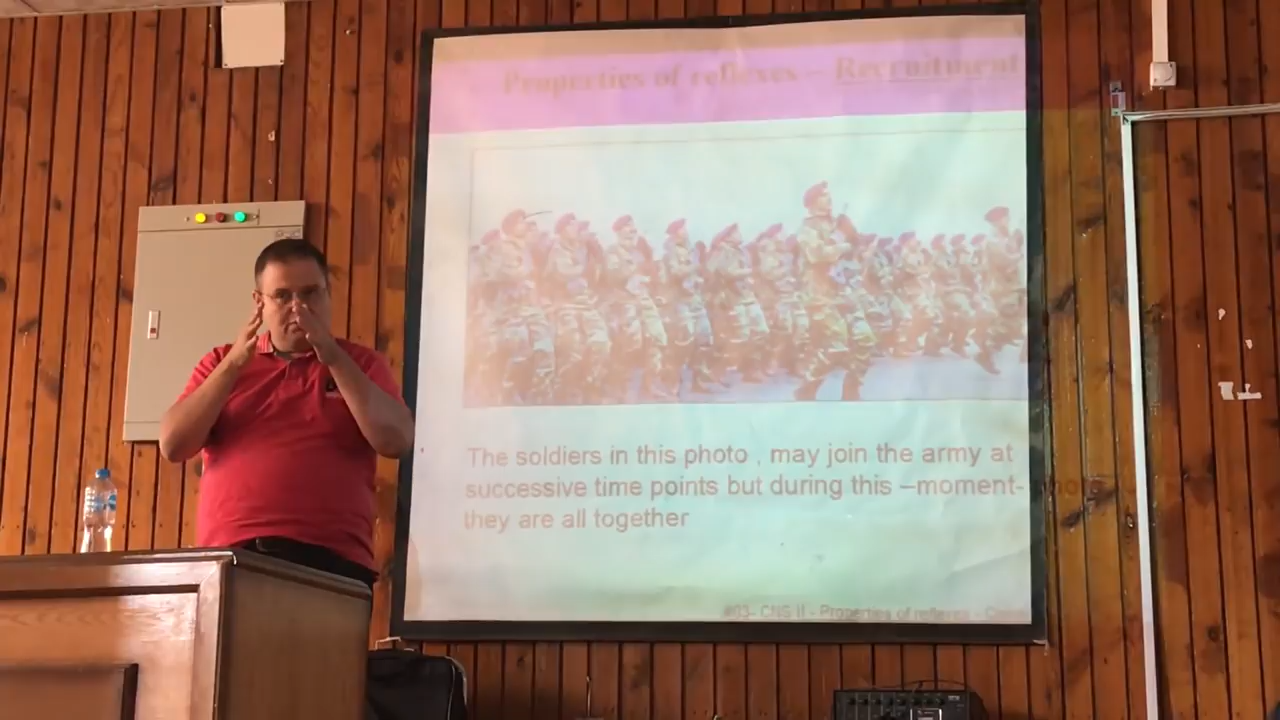 Properties of reflexes – Recruitment
The soldiers in this photo , may join the army at
successive time points but during this –moment-
they are all together
#03- CNS II - Properties of reflexes -